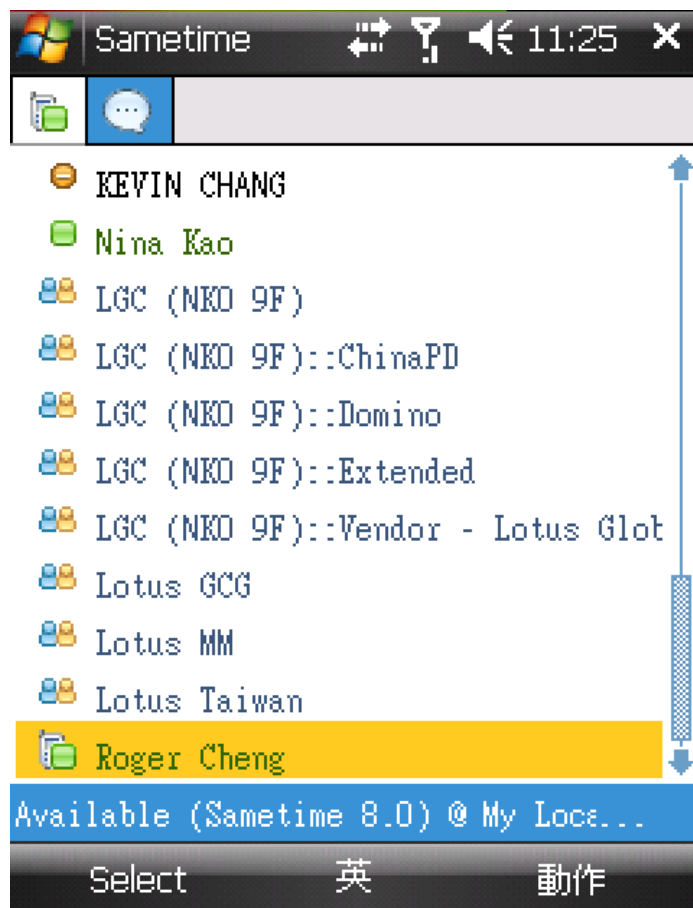 Sametime 11:25
KEVIN CHANG
Nina Kao
LGC (NKO 9F)
LGC (NKO 9F)::ChinaPD
LGC (NKO 9F)::Domino
LGC (NKO 9F)::Extended
LGC (NKO 9F)::Vendor - Lotus Glob
Lotus GCG
Lotus MM
Lotus Taiwan
Roger Cheng
Available (Sametime 8.0) @ My Loca...
Select 英 動作